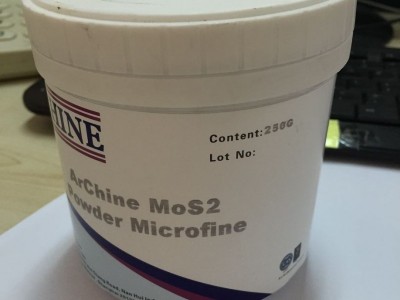 HINE
Content:250G
Lot No:
ArChine MoS2
Powder Microfine